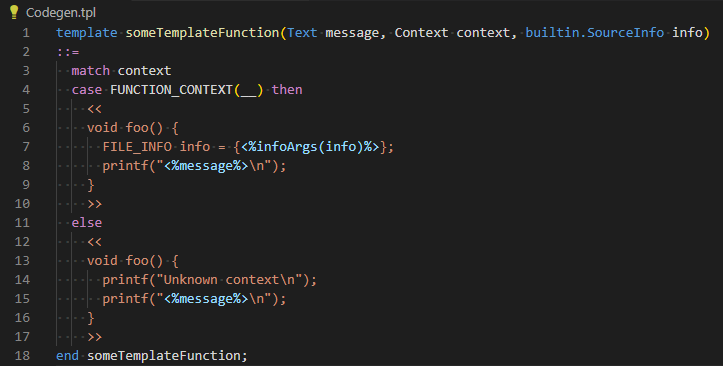 Codegen.tpl
1 template someTemplateFunction(Text message, Context context, builtin.SourceInfo info)
2 ::=
3   match context
4   case FUNCTION_CONTEXT(__) then
5     <<
6     void foo() {
7       FILE_INFO info = {<%infoArgs(info)%>};
8       printf("<%message%>\n");
9     }
10     >>
11   else
12     <<
13     void foo() {
14       printf("Unknown context\n");
15       printf("<%message%>\n");
16     }
17     >>
18 end someTemplateFunction;